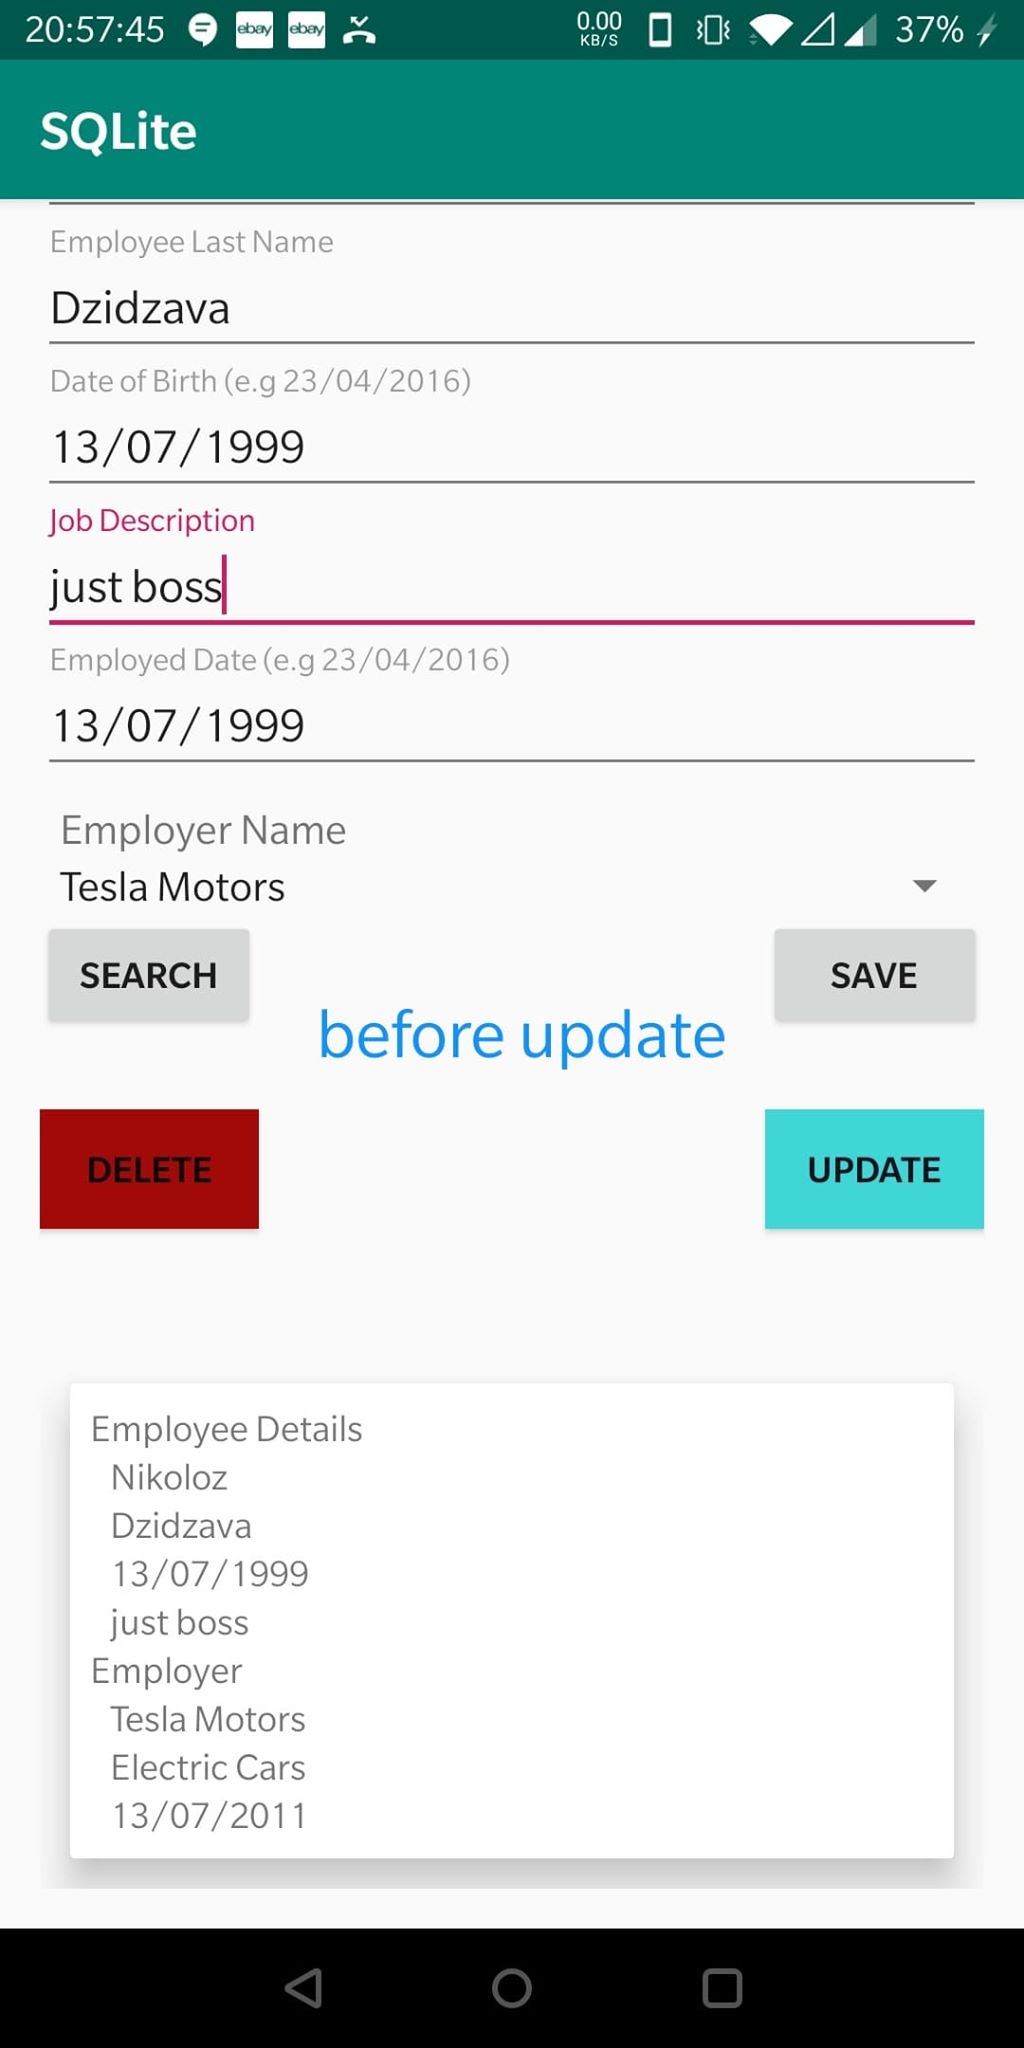 20:57:45 ebay ebay 0.00 KB/S 37%
SQLite
Employee Last Name
Dzidzava
Date of Birth (e.g 23/04/2016)
13/07/1999
Job Description
just boss
Employed Date (e.g 23/04/2016)
13/07/1999
Employer Name
Tesla Motors
SEARCH SAVE
before update
DELETE UPDATE
Employee Details
Nikoloz
Dzidzava
13/07/1999
just boss
Employer
Tesla Motors
Electric Cars
13/07/2011